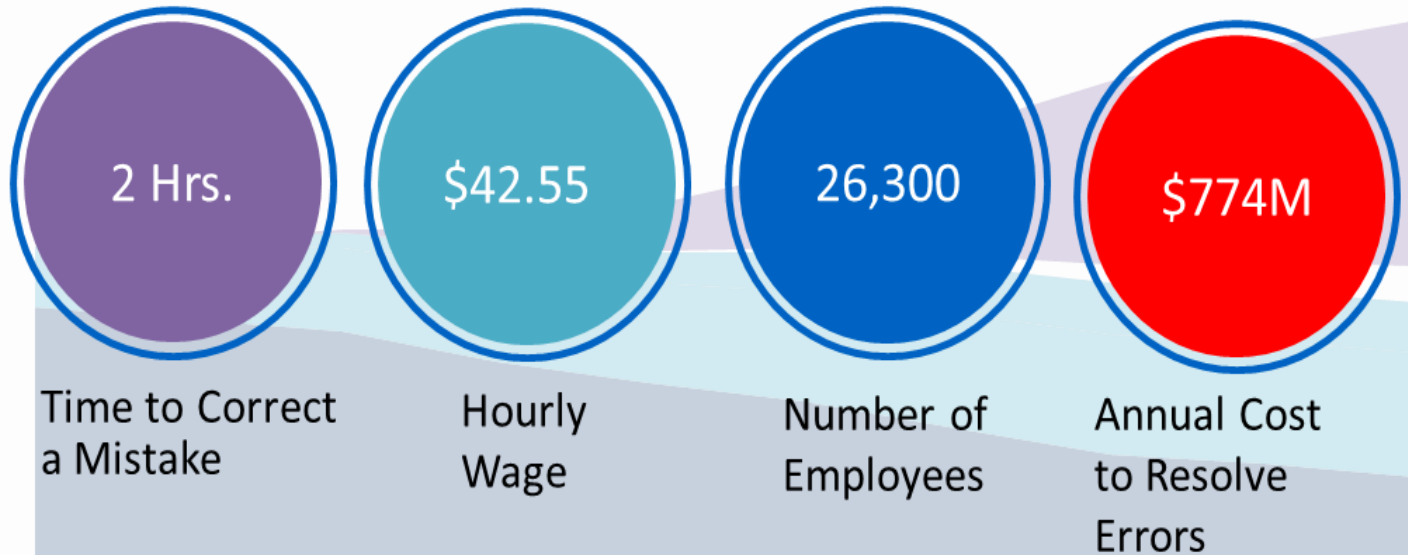 2 Hrs.
$42.55
26,300
$774M
Time to Correct
a Mistake
Hourly
Wage
Number of
Employees
Annual Cost
to Resolve
Errors